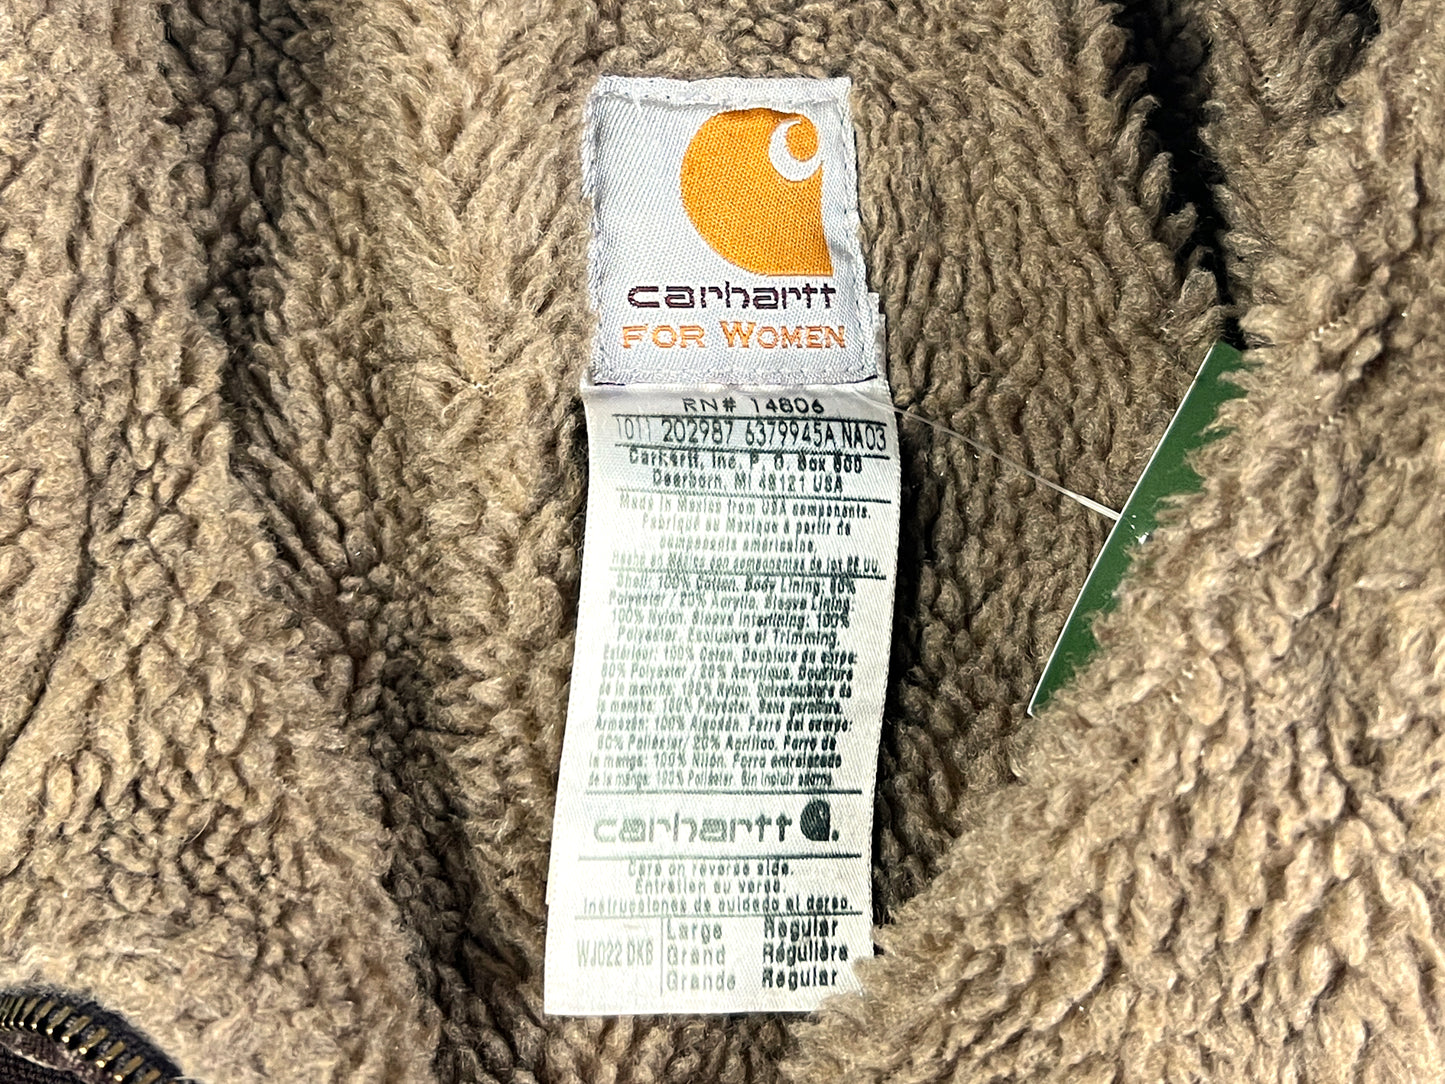 carhartt
FOR WOMEN
RN# 14806
1011 202987 6379945A NA03
Carhartt, Inc. P. O. Box 600
Dearborn, MI 48121 USA
Made in Mexico from USA components.
Fabriqué au Mexique à partir de
composants américains.
Hecho en México con componentes de los EE.UU.
Shell: 100% Cotton. Body Lining: 80%
Polyester / 20% Acrylic. Sleeve Lining:
100% Nylon. Sleeve Interlining: 100%
Polyester. Exclusive of Trimming.
Extérieur: 100% Coton. Doublure du corps:
80% Polyester / 20% Acrylique. Doublure
de la manche: 100% Nylon. Entredoublure de
la manche: 100% Polyester. Sans garniture.
Armazón: 100% Algodón. Forro del cuerpo:
80% Poliéster/ 20% Acrílico. Forro de
la manga: 100% Nilón. Forro entrelazado
de la manga: 100% Poliéster. Sin incluir adorno.
carhartt
Care on reverse side.
Entretien au verso.
Instrucciones de cuidado al dorso.
WJ022 DKB
Large Regular
Grand Régulière
Grande Regular